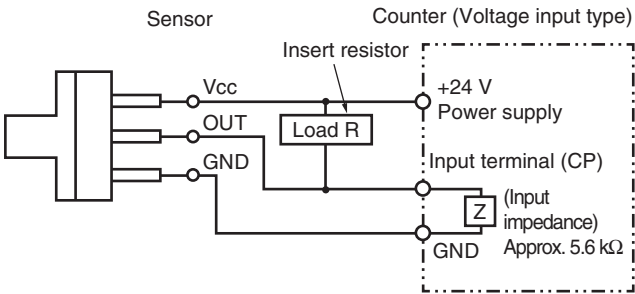 Sensor
Counter (Voltage input type)
Insert resistor
Vcc
+24 V
Power supply
OUT
Load R
GND
Input terminal (CP)
Z
(Input
impedance)
Approx. 5.6 kΩ
GND